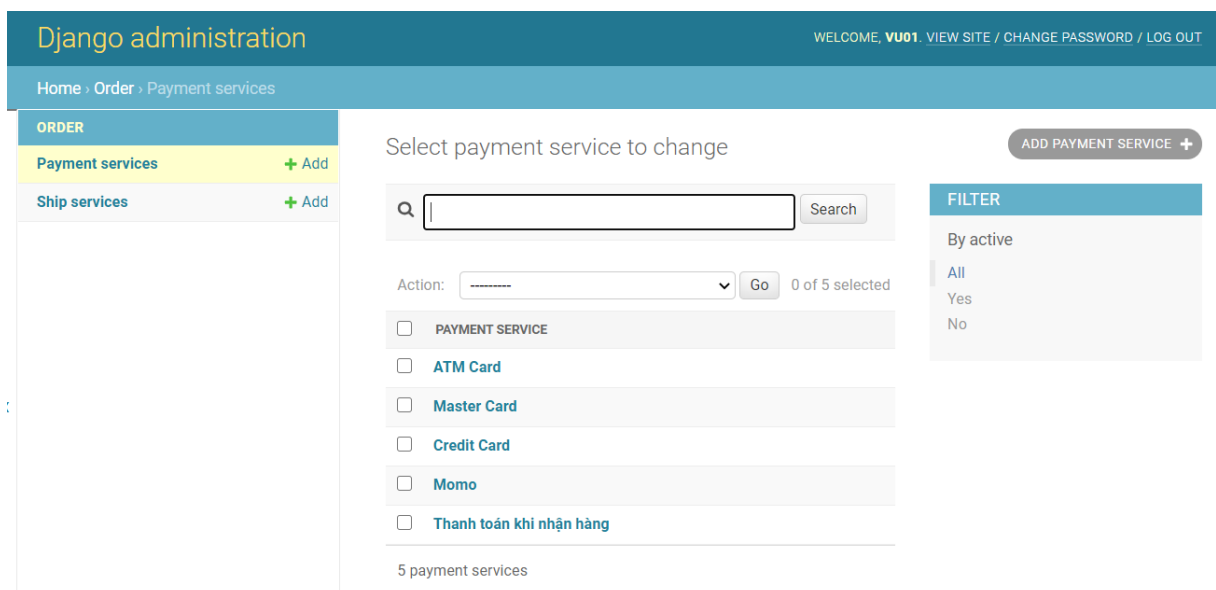 Django administration
WELCOME, VU01. VIEW SITE / CHANGE PASSWORD / LOG OUT
Home › Order › Payment services
ORDER
Payment services + Add
Ship services + Add
Select payment service to change
ADD PAYMENT SERVICE +
Search
Action: --------- Go 0 of 5 selected
PAYMENT SERVICE
ATM Card
Master Card
Credit Card
Momo
Thanh toán khi nhận hàng
5 payment services
FILTER
By active
All
Yes
No